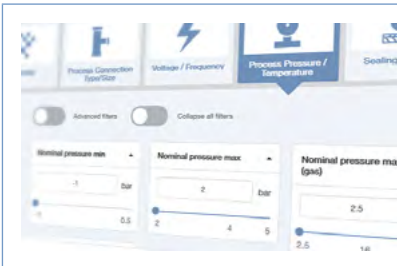 Process Connection
Type/Size
Voltage / Frequency
Process Pressure /
Temperature
Sealing
Advanced filters
Collapse all filters
Nominal pressure min
-1
bar
-1
0.5
Nominal pressure max
2
bar
2
4
5
Nominal pressure ma
(gas)
2.5
2.5
16